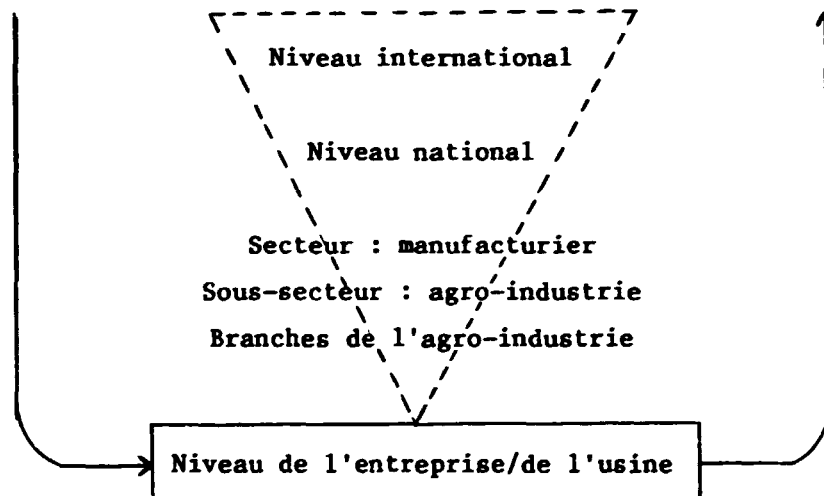 Niveau international
Niveau national
Secteur : manufacturier
Sous-secteur : agro-industrie
Branches de l'agro-industrie
Niveau de l'entreprise/de l'usine